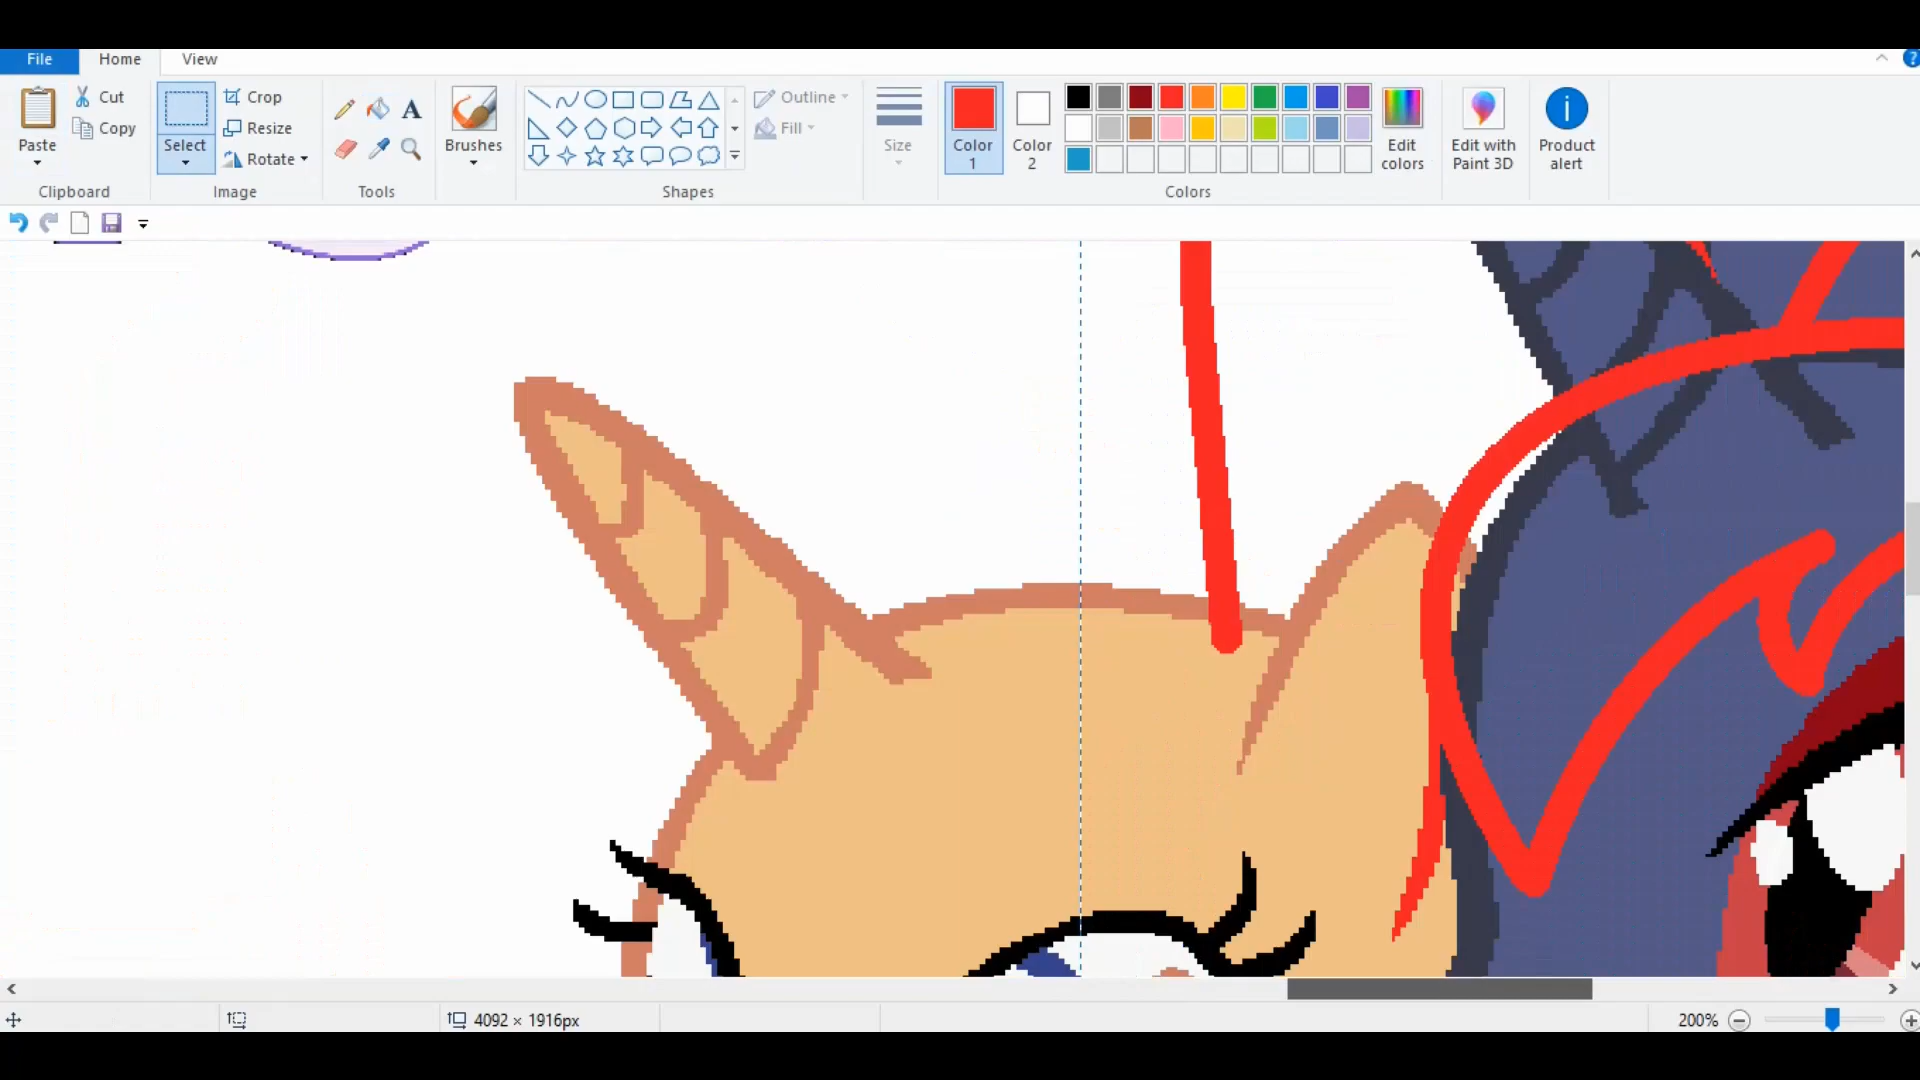 File Home View
Paste
Cut
Copy
Clipboard
Select
Crop
Resize
Rotate
Image
A
Tools
Brushes
Shapes
Outline
Fill
Size
Color
1
Color
2
Edit
colors
Colors
Edit with
Paint 3D
Product
alert
4092 × 1916px
200%